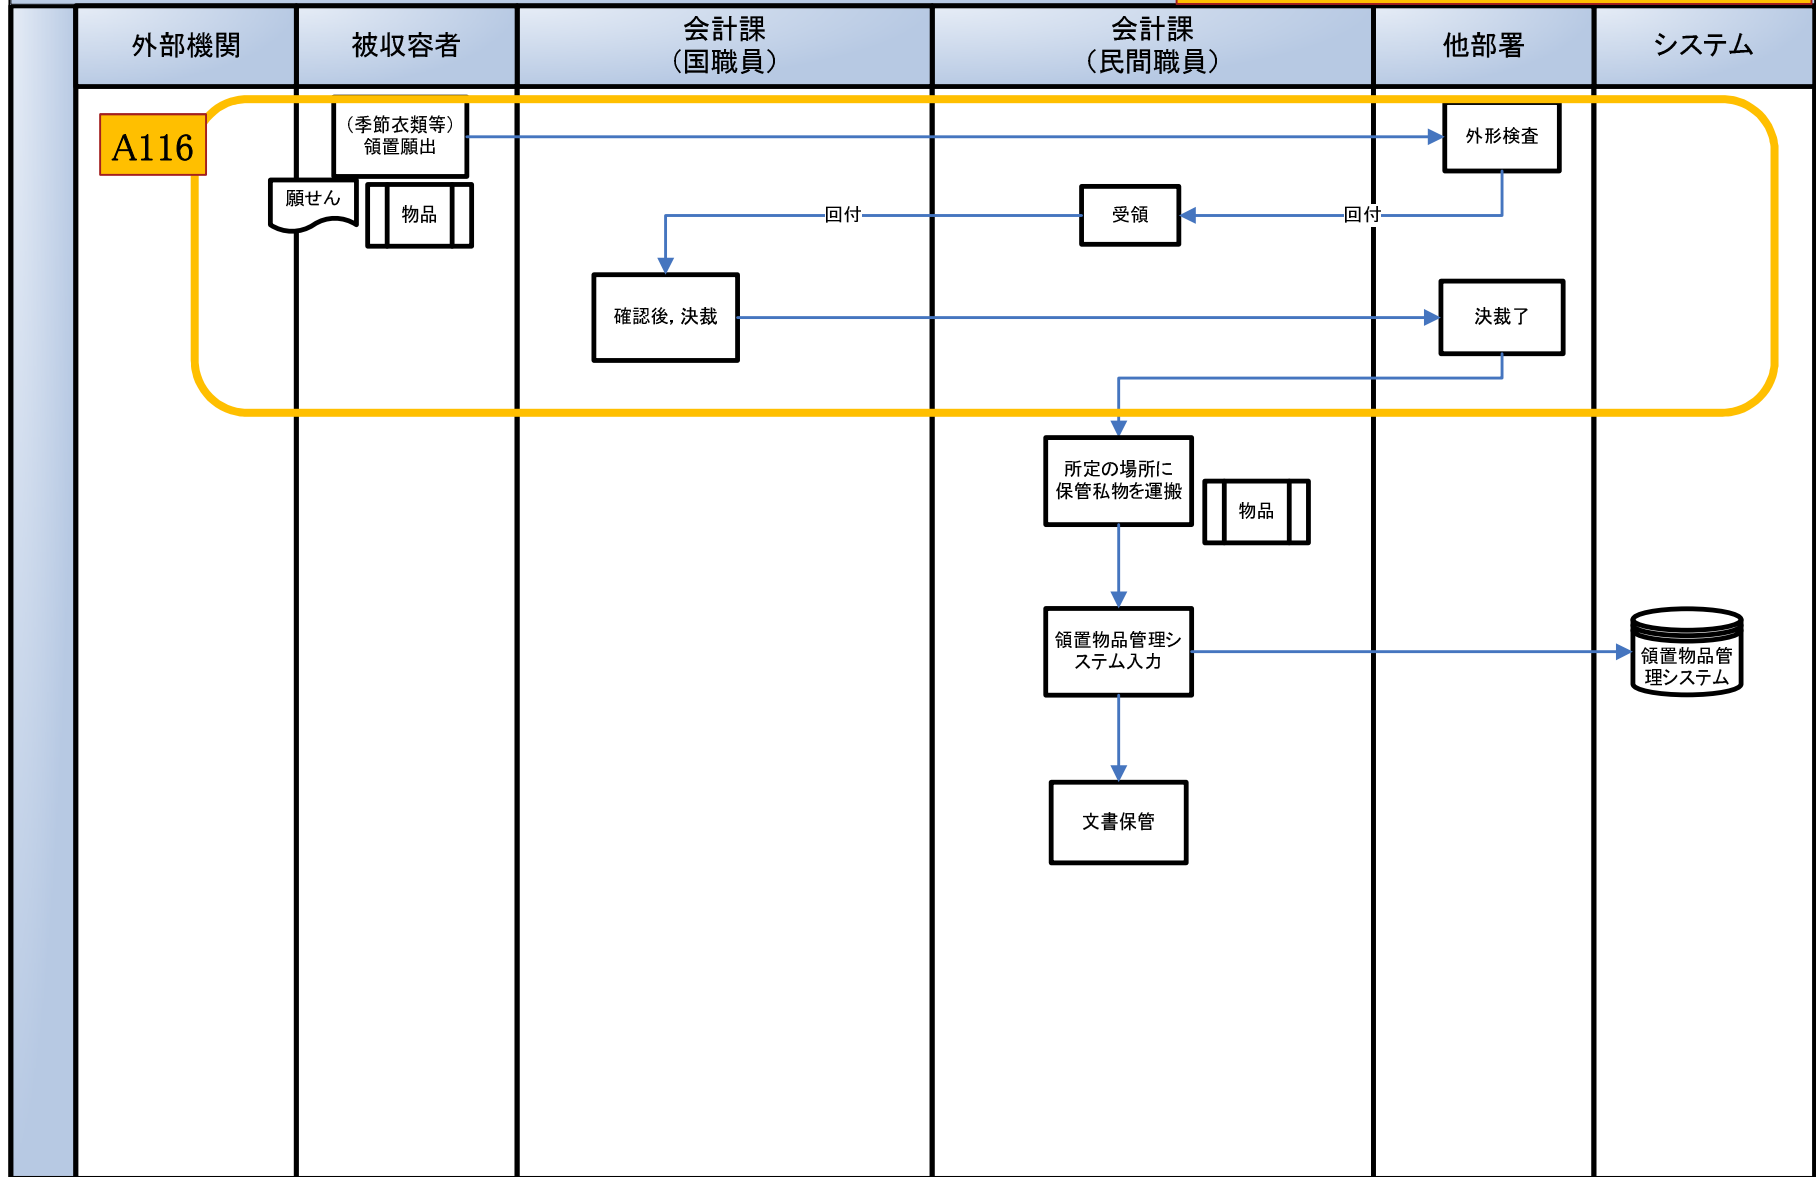 外部機関
被収容者
会計課
（国職員）
会計課
（民間職員）
他部署
システム
A116
（季節衣類等）
領置願出
外形検査
願せん
物品
回付
受領
回付
確認後，決裁
決裁了
所定の場所に
保管私物を運搬
物品
領置物品管理シ
ステム入力
領置物品管
理システム
文書保管